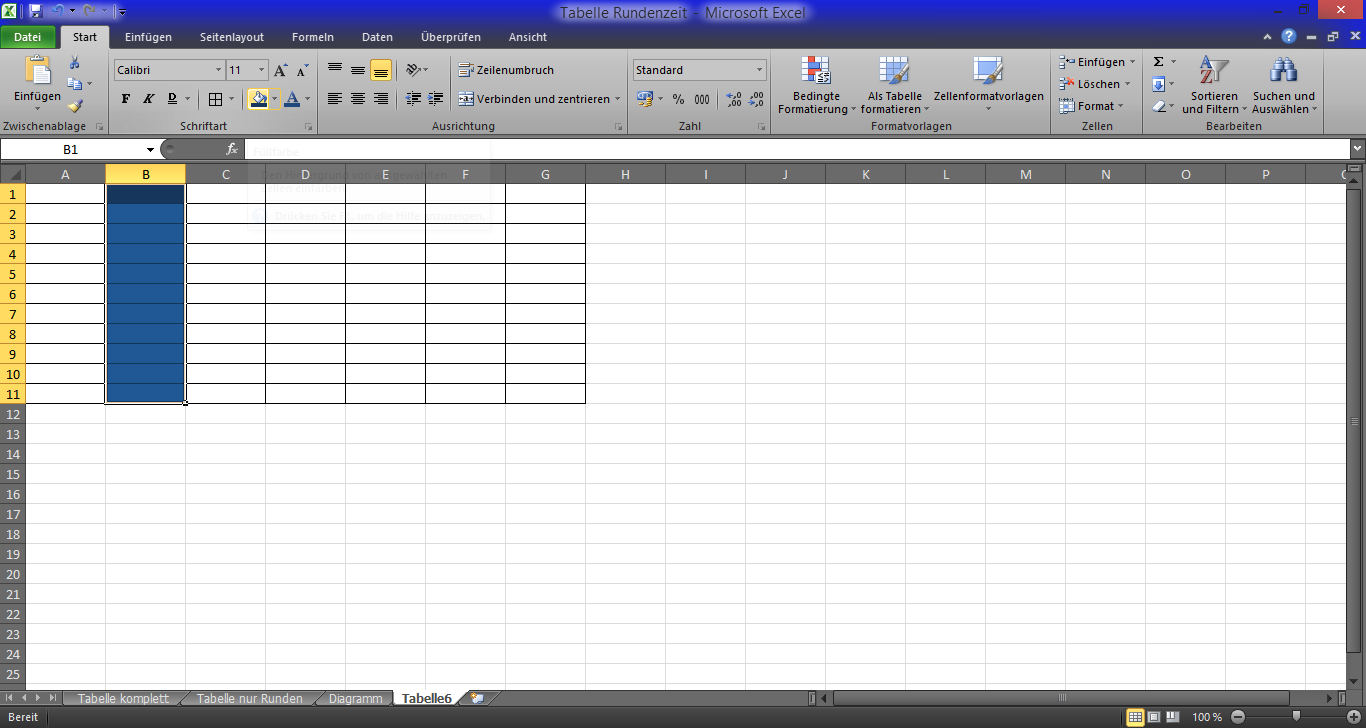 Tabelle Rundenzeit - Microsoft Excel
Datei Start Einfügen Seitenlayout Formeln Daten Überprüfen Ansicht
Einfügen
Zwischenablage
Calibri 11
F K D A
Schriftart
Zeilenumbruch
Verbinden und zentrieren
Ausrichtung
Standard
% 000
Zahl
Bedingte Formatierung
Als Tabelle formatieren
Zellenformatvorlagen
Formatvorlagen
Einfügen
Löschen
Format
Zellen
Σ
Sortieren und Filtern
Suchen und Auswählen
Bearbeiten
B1 fx
Füllfarbe
A B C D E F G H I J K L M N O P
1
2
3
4
5
6
7
8
9
10
11
12
13
14
15
16
17
18
19
20
21
22
23
24
25
Tabelle komplett Tabelle nur Runden Diagramm Tabelle6
Bereit 100 %